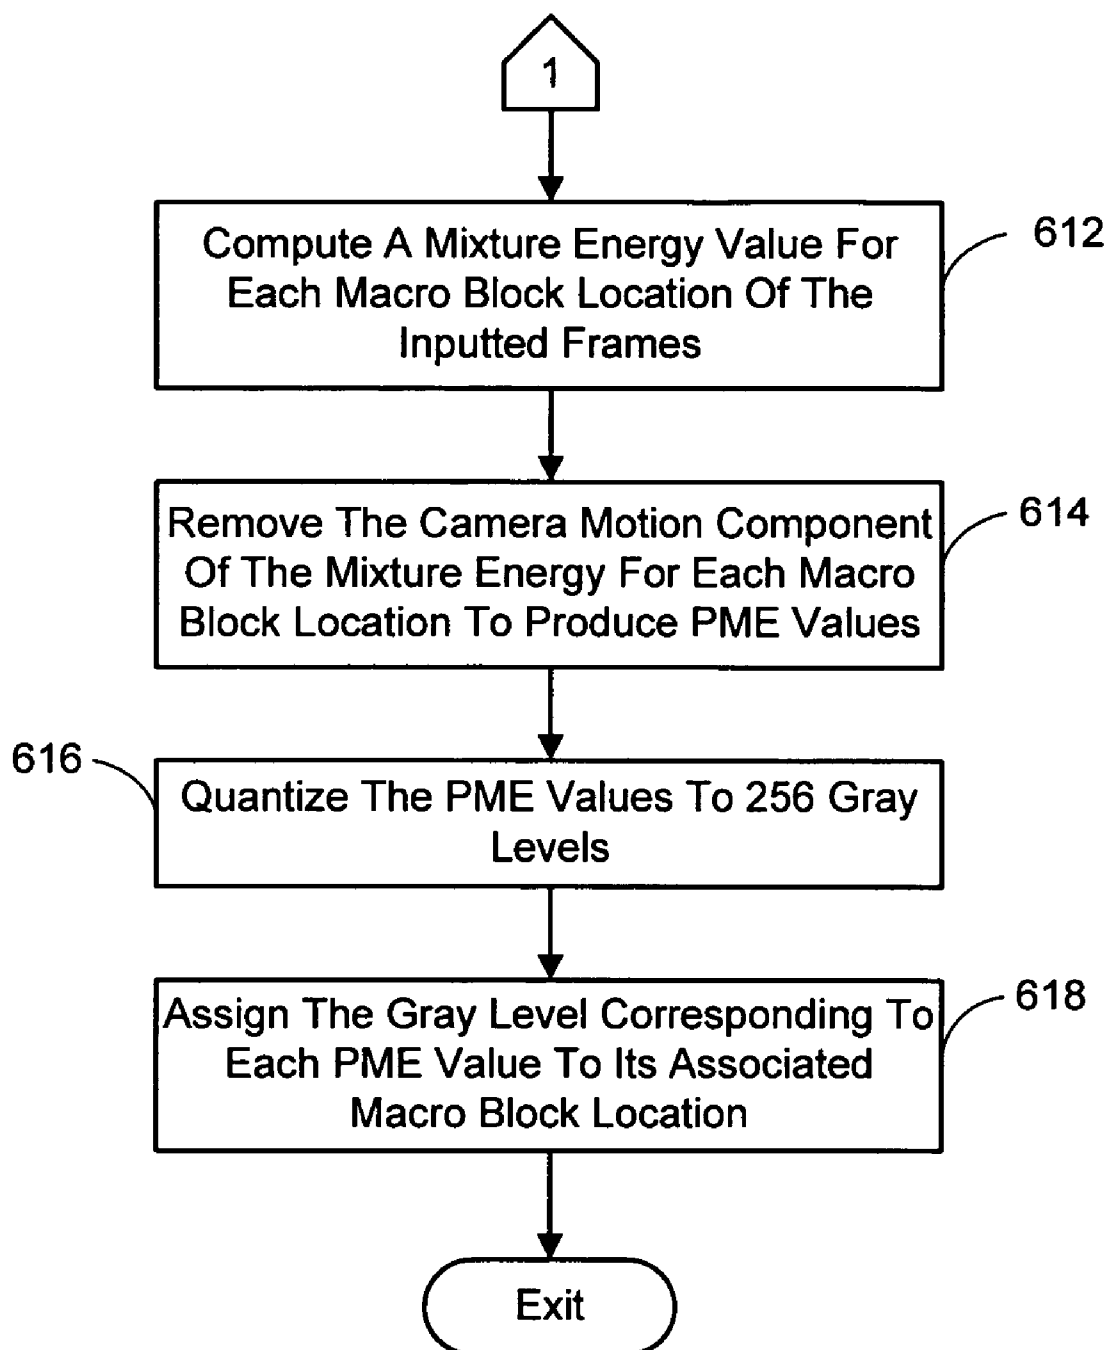 1
Compute A Mixture Energy Value For
Each Macro Block Location Of The
Inputted Frames
612
Remove The Camera Motion Component
Of The Mixture Energy For Each Macro
Block Location To Produce PME Values
614
616
Quantize The PME Values To 256 Gray
Levels
Assign The Gray Level Corresponding To
Each PME Value To Its Associated
Macro Block Location
618
Exit